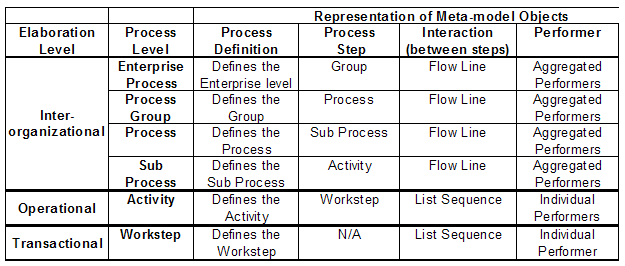 Representation of Meta-model Objects
Elaboration Level
Process Level
Process Definition
Process Step
Interaction (between steps)
Performer
Inter-organizational
Enterprise Process
Defines the Enterprise level
Group
Flow Line
Aggregated Performers
Process Group
Defines the Group
Process
Flow Line
Aggregated Performers
Process
Defines the Process
Sub Process
Flow Line
Aggregated Performers
Sub Process
Defines the Sub Process
Activity
Flow Line
Aggregated Performers
Operational
Activity
Defines the Activity
Workstep
List Sequence
Individual Performers
Transactional
Workstep
Defines the Workstep
N/A
List Sequence
Individual Performer